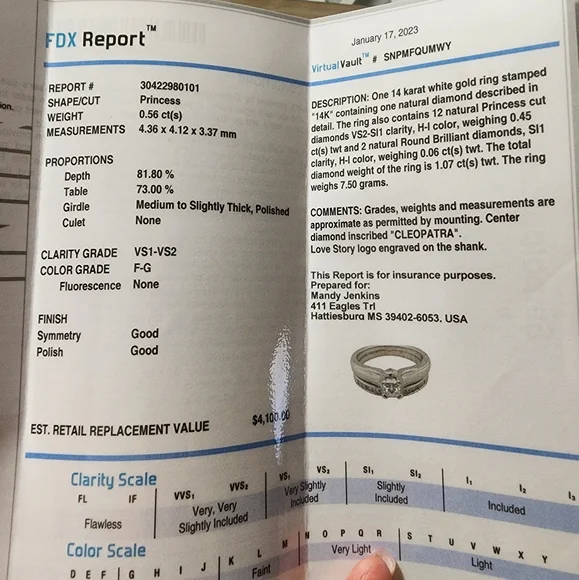 FDX Report™
REPORT # 30422980101
SHAPE/CUT Princess
WEIGHT 0.56 ct(s)
MEASUREMENTS 4.36 x 4.12 x 3.37 mm
PROPORTIONS
Depth 81.80 %
Table 73.00 %
Girdle Medium to Slightly Thick, Polished
Culet None
CLARITY GRADE VS1-VS2
COLOR GRADE F-G
Fluorescence None
FINISH
Symmetry Good
Polish Good
EST. RETAIL REPLACEMENT VALUE $4,100.00
January 17, 2023
VirtualVault™ # SNPMFQUMWY
DESCRIPTION: One 14 karat white gold ring stamped
"14K" containing one natural diamond described in
detail. The ring also contains 12 natural Princess cut
diamonds VS2-SI1 clarity, H-I color, weighing 0.45
ct(s) twt and 2 natural Round Brilliant diamonds, SI1
clarity, H-I color, weighing 0.06 ct(s) twt. The total
diamond weight of the ring is 1.07 ct(s) twt. The ring
weighs 7.50 grams.
COMMENTS: Grades, weights and measurements are
approximate as permitted by mounting. Center
diamond inscribed "CLEOPATRA".
Love Story logo engraved on the shank.
This Report is for insurance purposes.
Prepared for:
Mandy Jenkins
411 Eagles Trl
Hattiesburg MS 39402-6053, USA
Clarity Scale
FL IF VVS1 VVS2 VS1 VS2 SI1 SI2 I1 I2 I3
Flawless
Very, Very
Slightly Included
Very Slightly
Included
Slightly
Included
Included
Color Scale
D E F G H I J K L M N O P Q R S T U V W X Y
Faint Very Light Light